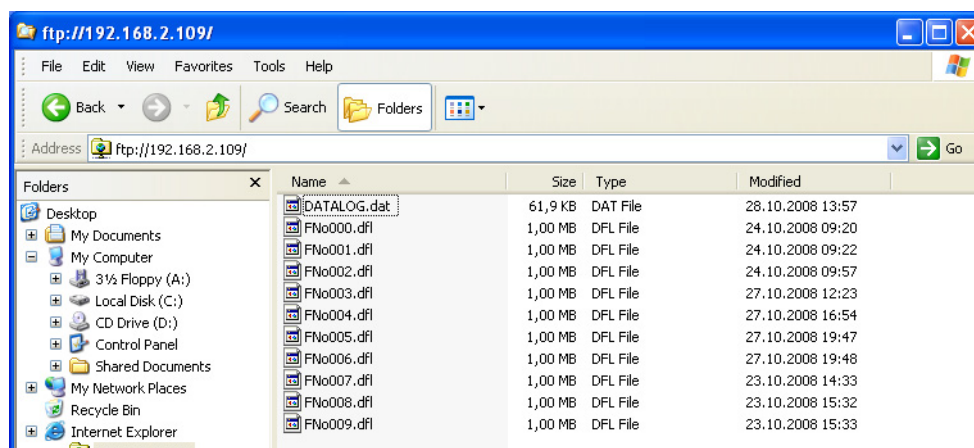 ftp://192.168.2.109/
File Edit View Favorites Tools Help
Back Search Folders
Address ftp://192.168.2.109/ Go
Folders x Name Size Type Modified
Desktop
My Documents
My Computer
3½ Floppy (A:)
Local Disk (C:)
CD Drive (D:)
Control Panel
Shared Documents
My Network Places
Recycle Bin
Internet Explorer
DATALOG.dat 61,9 KB DAT File 28.10.2008 13:57
FNo000.dfl 1,00 MB DFL File 24.10.2008 09:20
FNo001.dfl 1,00 MB DFL File 24.10.2008 09:22
FNo002.dfl 1,00 MB DFL File 24.10.2008 09:57
FNo003.dfl 1,00 MB DFL File 27.10.2008 12:23
FNo004.dfl 1,00 MB DFL File 27.10.2008 16:54
FNo005.dfl 1,00 MB DFL File 27.10.2008 19:47
FNo006.dfl 1,00 MB DFL File 27.10.2008 19:48
FNo007.dfl 1,00 MB DFL File 23.10.2008 14:33
FNo008.dfl 1,00 MB DFL File 23.10.2008 15:32
FNo009.dfl 1,00 MB DFL File 23.10.2008 15:33